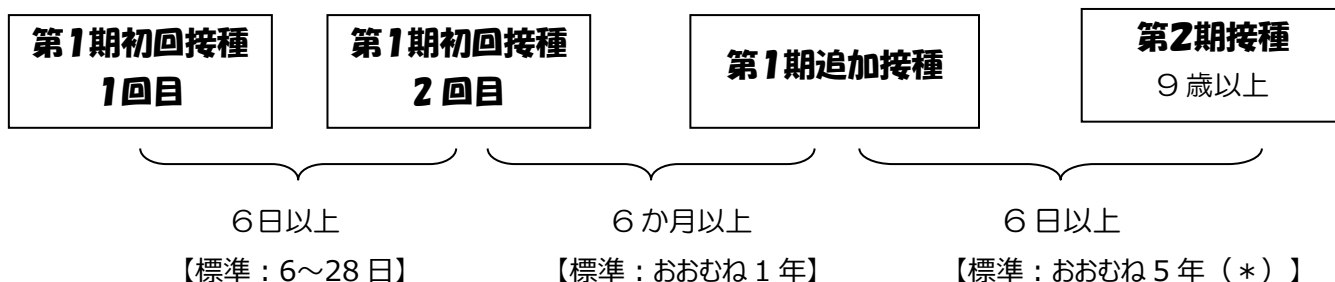 第1期初回接種
1回目
第1期初回接種
2回目
第1期追加接種
第2期接種
９歳以上
６日以上
【標準：6～28日】
６か月以上
【標準：おおむね1年】
６日以上
【標準：おおむね5年（＊）】